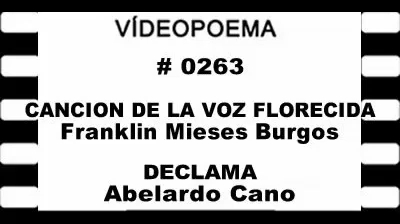 VÍDEOPOEMA
# 0263
CANCION DE LA VOZ FLORECIDA
Franklin Mieses Burgos
DECLAMA
Abelardo Cano